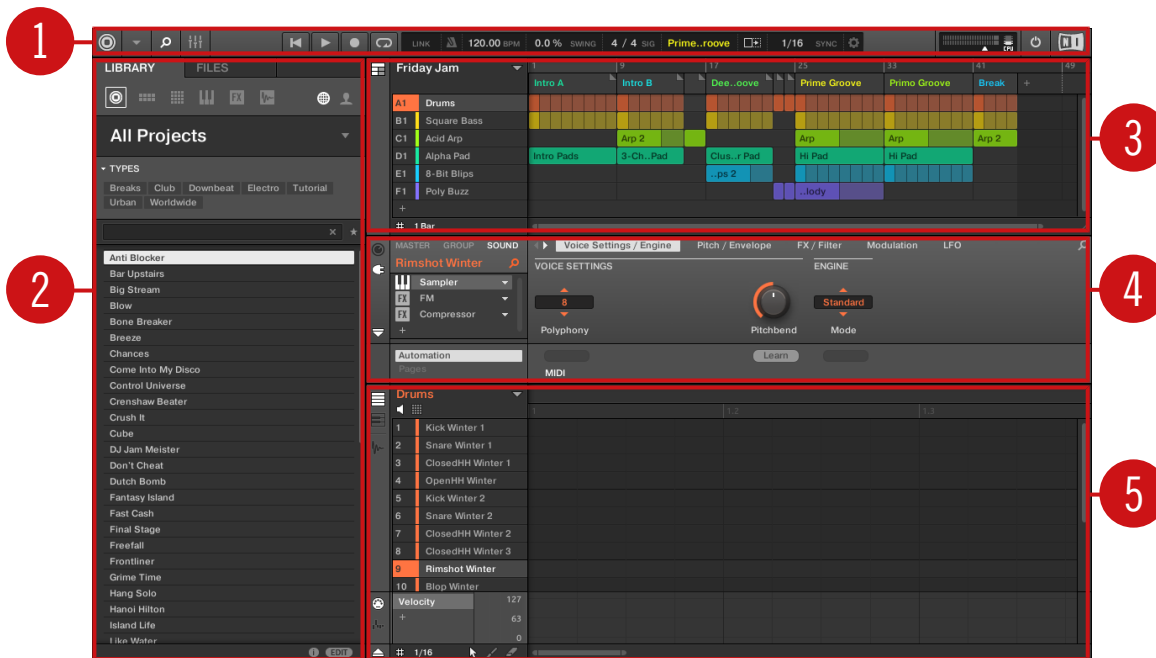 1
LINK 120.00 BPM 0.0 % SWING 4 / 4 SIG Prime..roove 1/16 SYNC CPU NI
2
LIBRARY FILES
FX
All Projects
TYPES
Breaks Club Downbeat Electro Tutorial
Urban Worldwide
Anti Blocker
Bar Upstairs
Big Stream
Blow
Bone Breaker
Breeze
Chances
Come Into My Disco
Control Universe
Crenshaw Beater
Crush It
Cube
DJ Jam Meister
Don't Cheat
Dutch Bomb
Fantasy Island
Fast Cash
Final Stage
Freefall
Frontliner
Grime Time
Hang Solo
Hanoi Hilton
Island Life
Like Water
i EDIT
3
Friday Jam 1 9 17 25 33 41 49
Intro A Intro B Dee..oove Prime Groove Primo Groove Break +
A1 Drums
B1 Square Bass
C1 Acid Arp Arp 2 Arp Arp Arp 2
D1 Alpha Pad Intro Pads 3-Ch..Pad Clus..r Pad Hi Pad Hi Pad
E1 8-Bit Blips ..ps 2
F1 Poly Buzz ..lody
+
# 1 Bar
4
MASTER GROUP SOUND Voice Settings / Engine Pitch / Envelope FX / Filter Modulation LFO
Rimshot Winter VOICE SETTINGS ENGINE
Sampler
FX FM 8 Standard
FX Compressor
+ Polyphony Pitchbend Mode
Automation Learn
Pages MIDI
5
Drums
1 1.2 1.3
1 Kick Winter 1
2 Snare Winter 1
3 ClosedHH Winter 1
4 OpenHH Winter
5 Kick Winter 2
6 Snare Winter 2
7 ClosedHH Winter 2
8 ClosedHH Winter 3
9 Rimshot Winter
10 Blop Winter
Velocity 127
+ 63
0
# 1/16